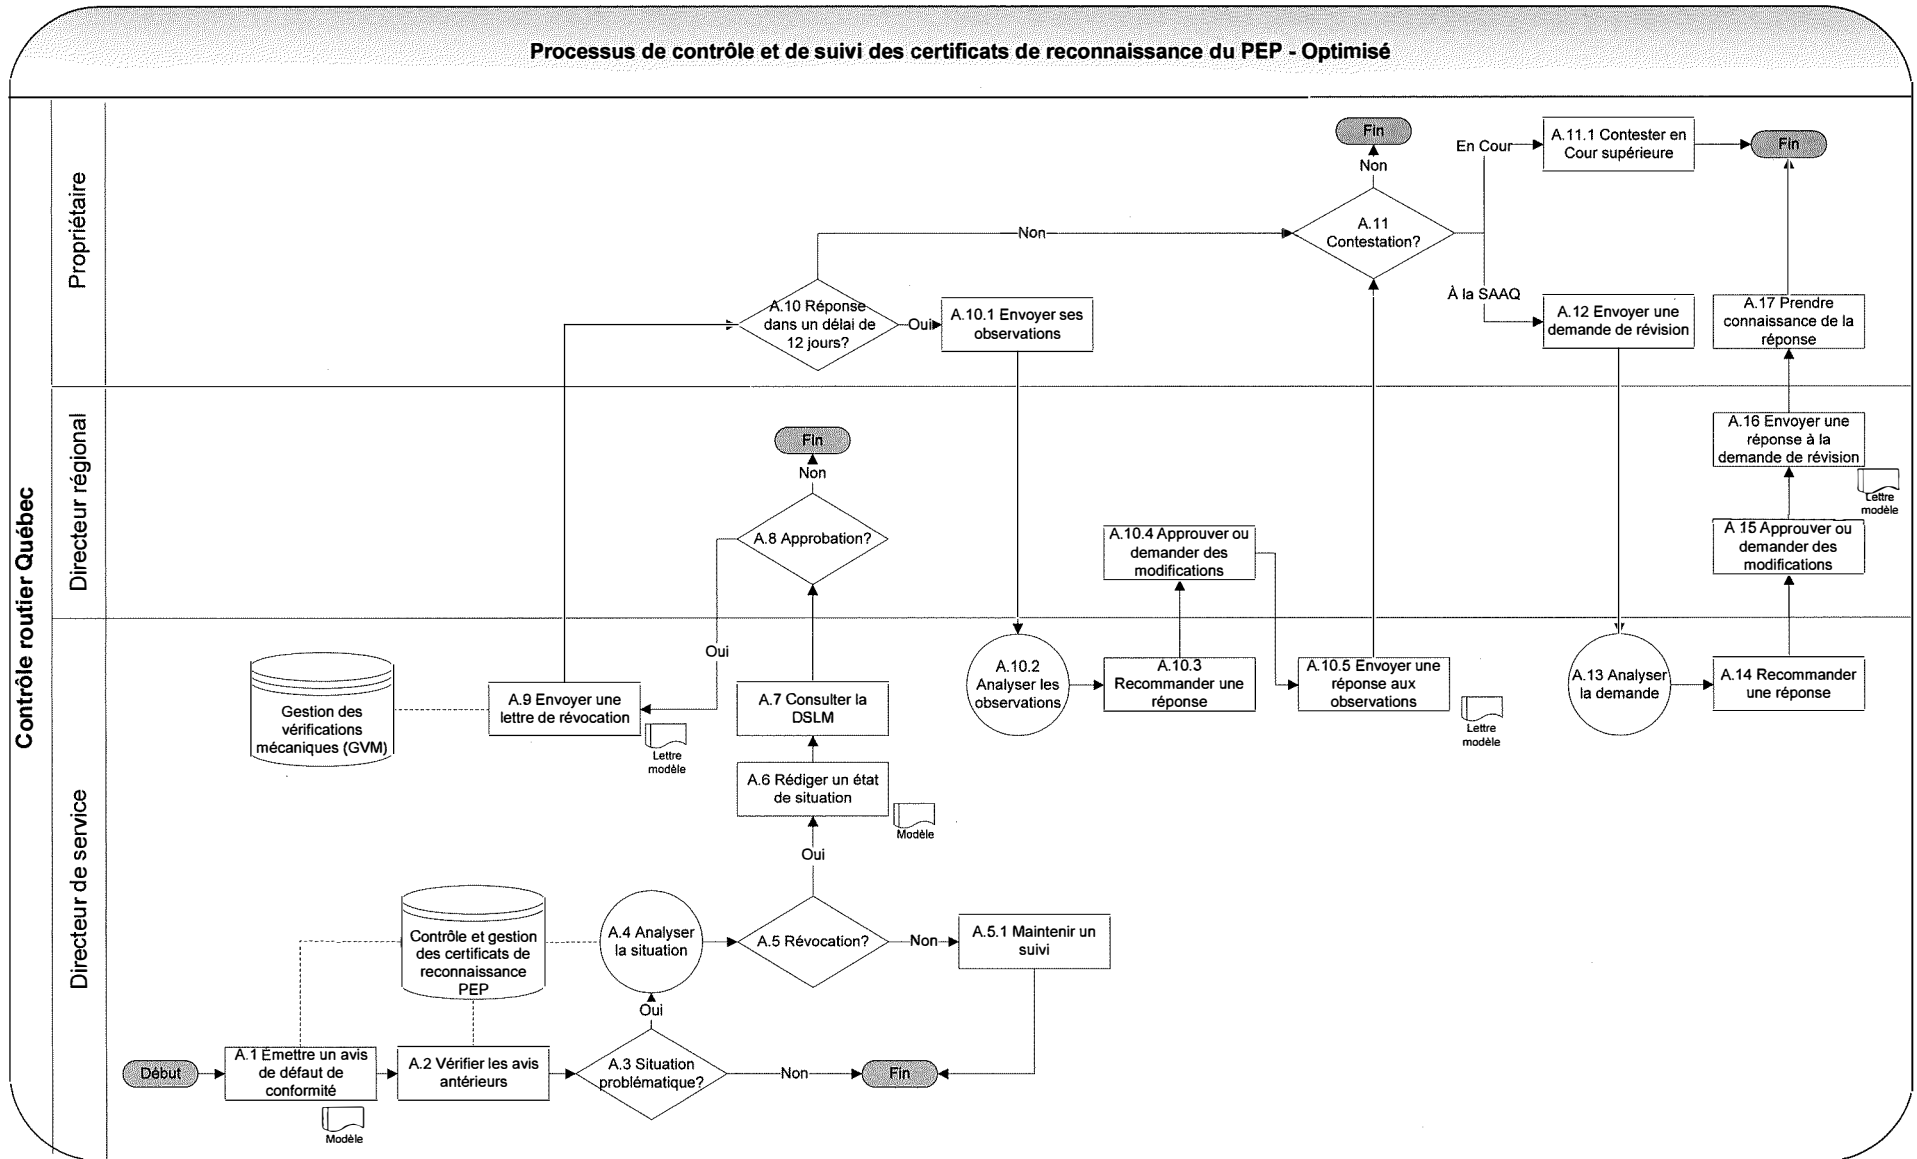 Processus de contrôle et de suivi des certificats de reconnaissance du PEP - Optimisé
Contrôle routier Québec
Propriétaire
Fin
Non
A.11
Contestation?
En Cour
A.11.1 Contester en
Cour supérieure
Fin
Non
A.10 Réponse
dans un délai de
12 jours?
Oui
A.10.1 Envoyer ses
observations
À la SAAQ
A.12 Envoyer une
demande de révision
A.17 Prendre
connaissance de la
réponse
Directeur régional
Fin
Non
A.8 Approbation?
A.10.4 Approuver ou
demander des
modifications
A.16 Envoyer une
réponse à la
demande de révision
Lettre
modèle
A.15 Approuver ou
demander des
modifications
Directeur de service
Gestion des
vérifications
mécaniques (GVM)
A.9 Envoyer une
lettre de révocation
Lettre
modèle
Oui
A.7 Consulter la
DSLM
A.10.2
Analyser les
observations
A.10.3
Recommander une
réponse
A.10.5 Envoyer une
réponse aux
observations
Lettre
modèle
A.13 Analyser
la demande
A.14 Recommander
une réponse
A.6 Rédiger un état
de situation
Modèle
Oui
Contrôle et gestion
des certificats de
reconnaissance
PEP
A.4 Analyser
la situation
A.5 Révocation?
Non
A.5.1 Maintenir un
suivi
Oui
Début
A.1 Émettre un avis
de défaut de
conformité
Modèle
A.2 Vérifier les avis
antérieurs
A.3 Situation
problématique?
Non
Fin